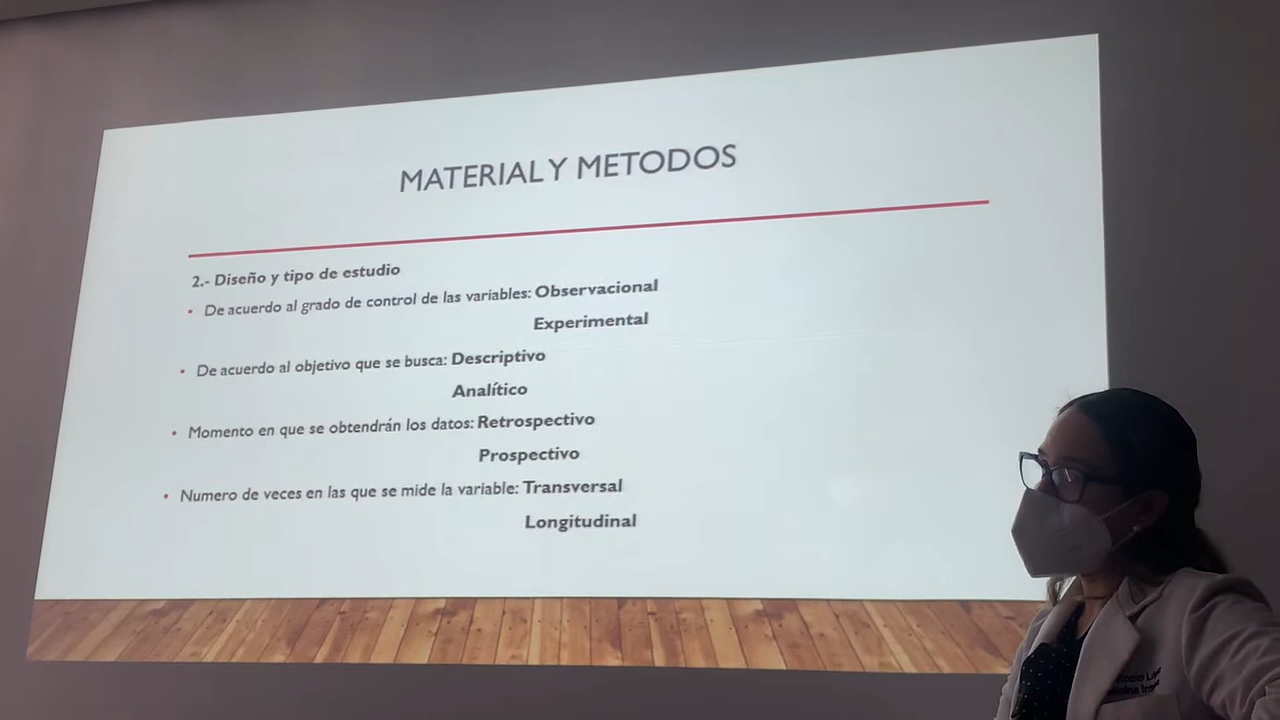 MATERIAL Y METODOS
2.- Diseño y tipo de estudio
• De acuerdo al grado de control de las variables: Observacional
Experimental
• De acuerdo al objetivo que se busca: Descriptivo
Analítico
• Momento en que se obtendrán los datos: Retrospectivo
Prospectivo
• Numero de veces en las que se mide la variable: Transversal
Longitudinal